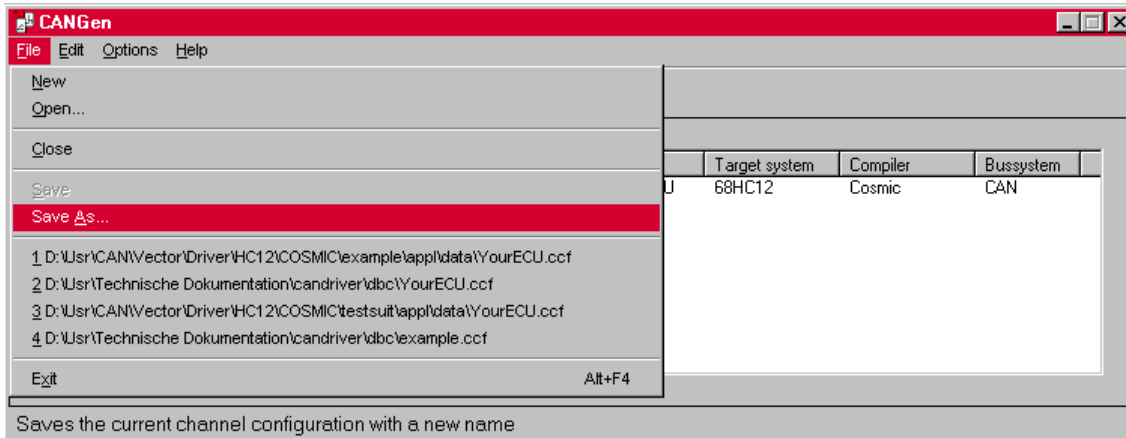 CANGen
File Edit Options Help
New
Open...
Close
Save
Save As...
1 D:\Usr\CAN\Vector\Driver\HC12\COSMIC\example\appl\data\YourECU.ccf
2 D:\Usr\Technische Dokumentation\candriver\dbc\YourECU.ccf
3 D:\Usr\CAN\Vector\Driver\HC12\COSMIC\testsuit\appl\data\YourECU.ccf
4 D:\Usr\Technische Dokumentation\candriver\dbc\example.ccf
Exit Alt+F4
Target system Compiler Bussystem
U 68HC12 Cosmic CAN
Saves the current channel configuration with a new name